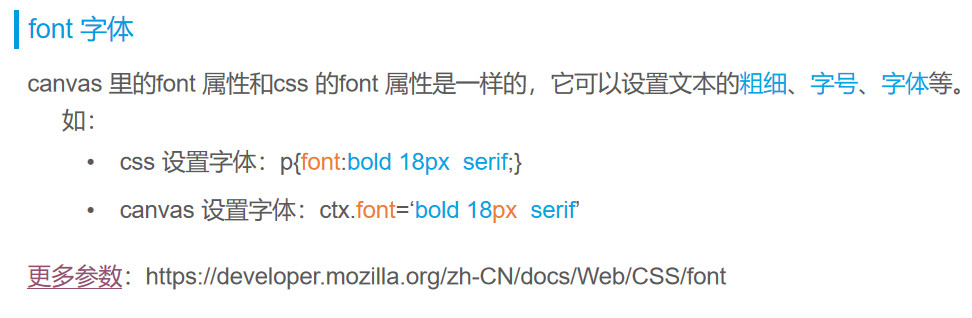 font 字体
canvas 里的font 属性和css 的font 属性是一样的，它可以设置文本的粗细、字号、字体等。
如：
• css 设置字体：p{font:bold 18px  serif;}
• canvas 设置字体：ctx.font=‘bold 18px  serif’
更多参数：https://developer.mozilla.org/zh-CN/docs/Web/CSS/font